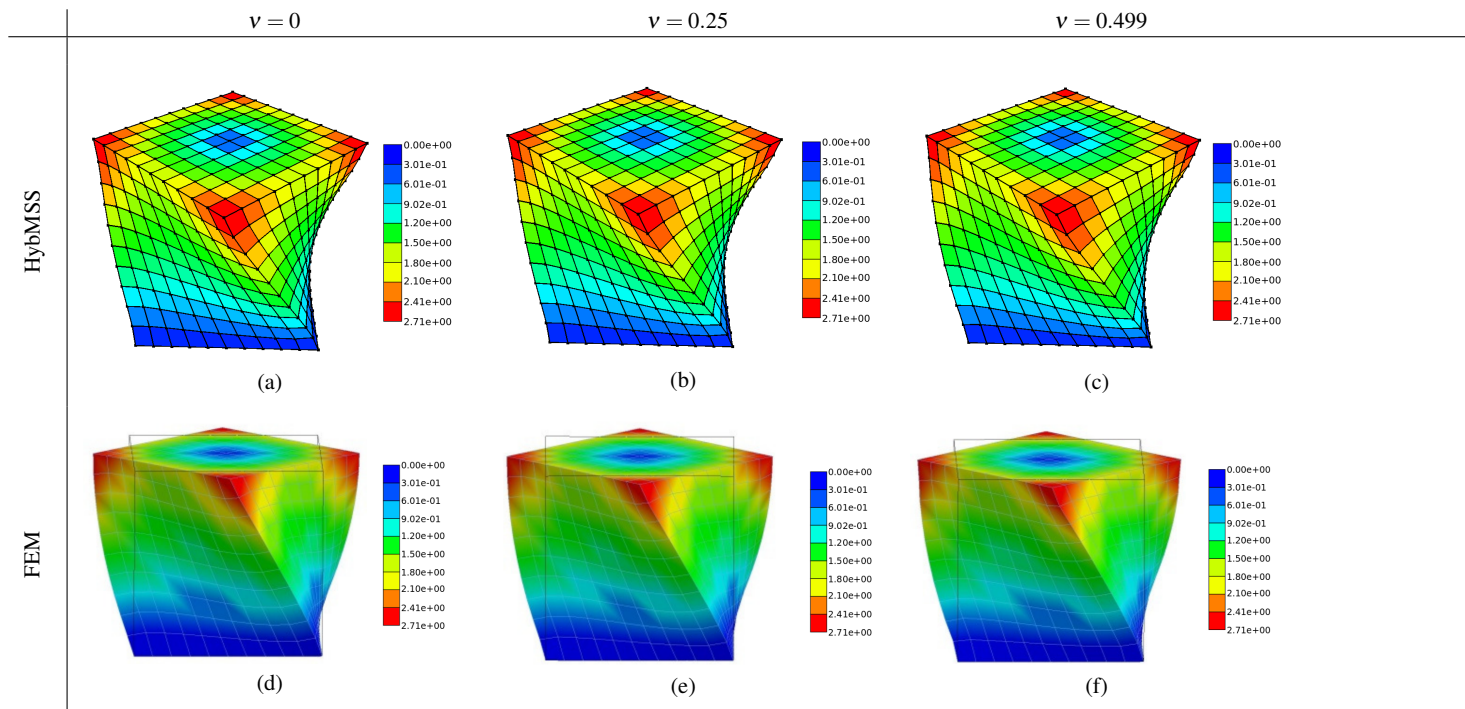 ν = 0
ν = 0.25
ν = 0.499
HybMSS
0.00e+00
3.01e-01
6.01e-01
9.02e-01
1.20e+00
1.50e+00
1.80e+00
2.10e+00
2.41e+00
2.71e+00
(a)
0.00e+00
3.01e-01
6.01e-01
9.02e-01
1.20e+00
1.50e+00
1.80e+00
2.10e+00
2.41e+00
2.71e+00
(b)
0.00e+00
3.01e-01
6.01e-01
9.02e-01
1.20e+00
1.50e+00
1.80e+00
2.10e+00
2.41e+00
2.71e+00
(c)
FEM
0.00e+00
3.01e-01
6.01e-01
9.02e-01
1.20e+00
1.50e+00
1.80e+00
2.10e+00
2.41e+00
2.71e+00
(d)
0.00e+00
3.01e-01
6.01e-01
9.02e-01
1.20e+00
1.50e+00
1.80e+00
2.10e+00
2.41e+00
2.71e+00
(e)
0.00e+00
3.01e-01
6.01e-01
9.02e-01
1.20e+00
1.50e+00
1.80e+00
2.10e+00
2.41e+00
2.71e+00
(f)